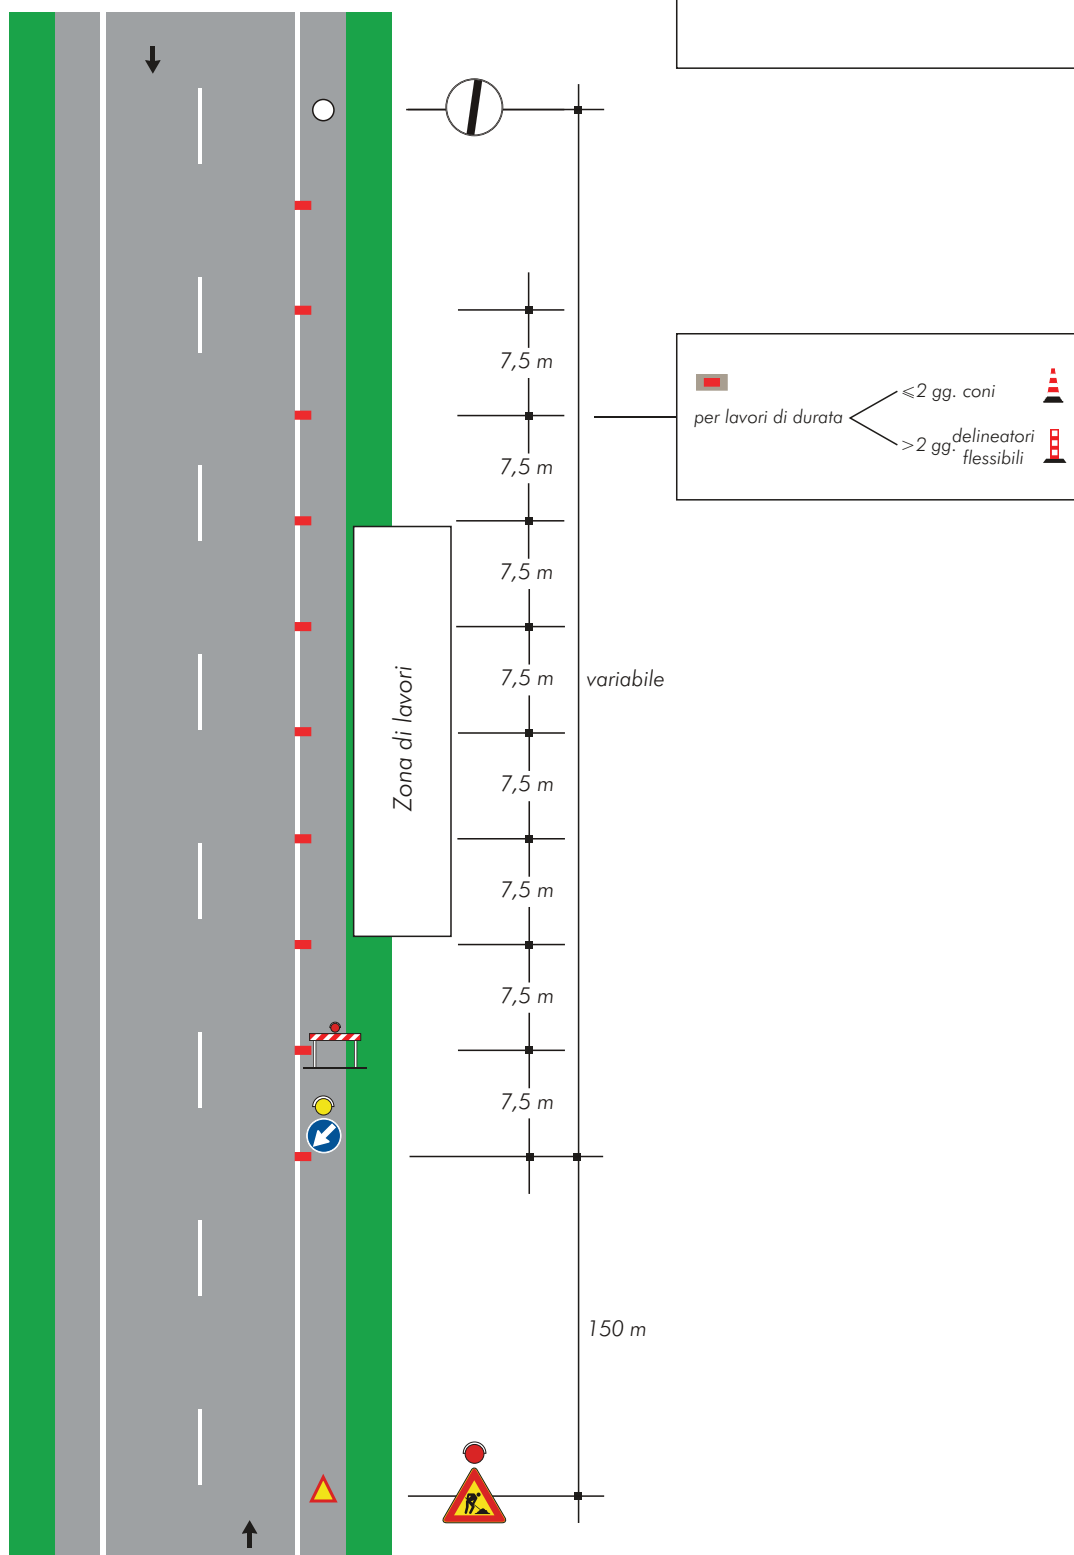 7,5 m
≤2 gg. coni
per lavori di durata
>2 gg. delineatori
flessibili
7,5 m
7,5 m
Zona di lavori
7,5 m
variabile
7,5 m
7,5 m
7,5 m
7,5 m
150 m